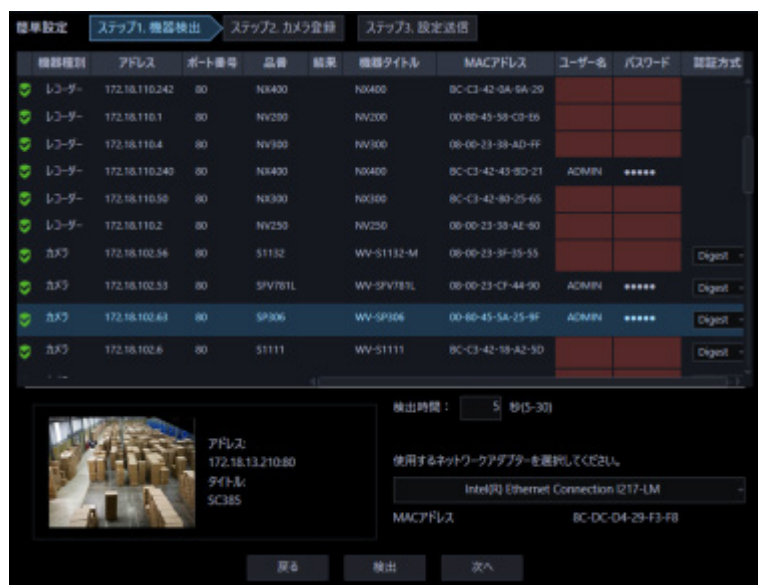 簡単設定 ステップ1. 機器検出 ステップ2. カメラ登録 ステップ3. 設定送信
機器種別 アドレス ポート番号 品番 結果 機器タイトル MACアドレス ユーザー名 パスワード 認証方式
レコーダー 172.18.110.242 80 NX400 NX400 BC-C3-42-0A-9A-29
レコーダー 172.18.110.1 80 NV200 NV200 00-80-45-58-C0-E6
レコーダー 172.18.110.4 80 NV300 NV300 08-00-23-38-AD-FF
レコーダー 172.18.110.240 80 NX400 NX400 BC-C3-42-43-BD-21 ADMIN •••••
レコーダー 172.18.110.50 80 NX300 NX300 BC-C3-42-80-25-65
レコーダー 172.18.110.2 80 NV250 NV250 08-00-23-38-AE-60
カメラ 172.18.102.56 80 S1132 WV-S1132-M 08-00-23-3F-35-55 Digest
カメラ 172.18.102.53 80 SFV781L WV-SFV781L 08-00-23-CF-44-90 ADMIN ••••• Digest
カメラ 172.18.102.63 80 SP306 WV-SP306 00-80-45-5A-25-9F ADMIN ••••• Digest
カメラ 172.18.102.6 80 S1111 WV-S1111 BC-C3-42-18-A2-5D Digest
検出時間: 5 秒(5-30)
アドレス:
172.18.13.210:80
タイトル:
SC385
使用するネットワークアダプターを選択してください。
Intel(R) Ethernet Connection I217-LM
MACアドレス 8C-DC-D4-29-F3-F8
戻る 検出 次へ